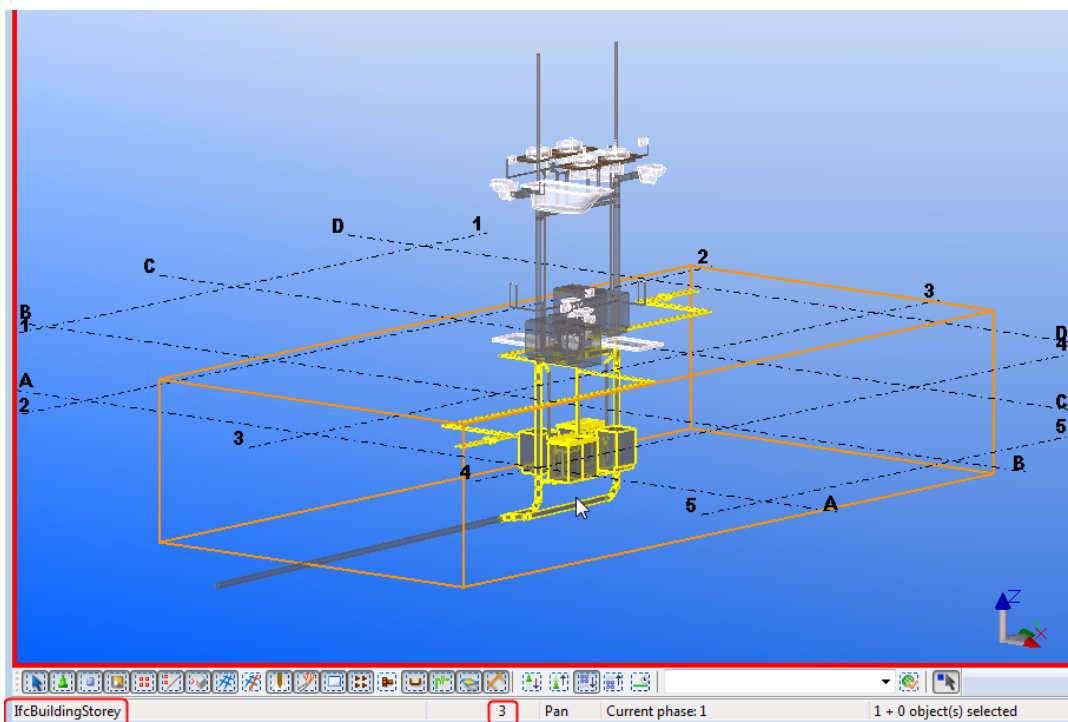 1
D
2
C
3
B
1
D
4
A
2
C
3
5
4
B
5
A
Z
X
IfcBuildingStorey 3 Pan Current phase: 1 1 + 0 object(s) selected